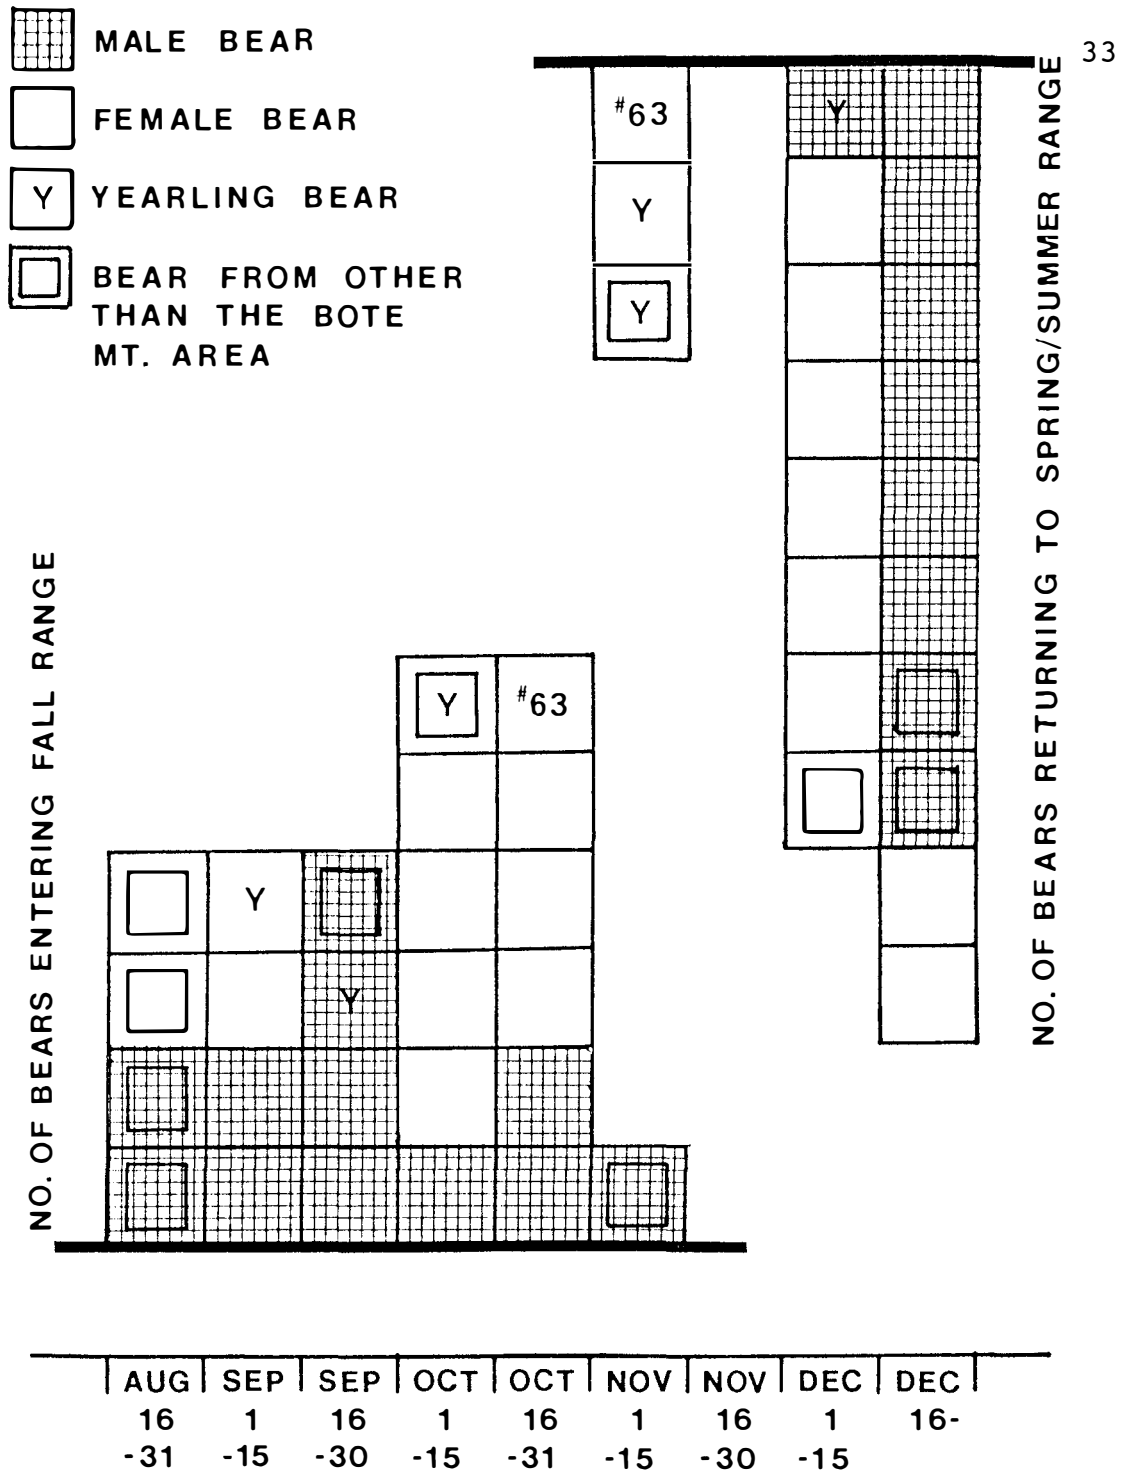 33
MALE BEAR
FEMALE BEAR
Y YEARLING BEAR
BEAR FROM OTHER
THAN THE BOTE
MT. AREA
#63
Y
Y
Y
NO. OF BEARS RETURNING TO SPRING/SUMMER RANGE
NO. OF BEARS ENTERING FALL RANGE
Y #63
Y
Y
AUG SEP SEP OCT OCT NOV NOV DEC DEC
16 1 16 1 16 1 16 1 16-
-31 -15 -30 -15 -31 -15 -30 -15